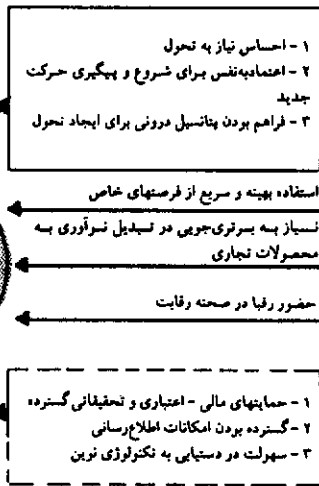 ۱ - احساس نیاز به تحول
۲ - اعتمادبه‌نفس برای شروع و پیگیری حرکت
جدید
۳ - فراهم بودن پتانسیل درونی برای ایجاد تحول
استفاده بهینه و سریع از فرصتهای خاص
نیاز به برتری‌جویی در تبدیل نوآوری به
محصولات تجاری
حضور رقبا در صحنه رقابت
۱ - حمایتهای مالی - اعتباری و تحقیقاتی گسترده
۲ - گسترده بودن امکانات اطلاع‌رسانی
۳ - سهولت در دستیابی به تکنولوژی نوین